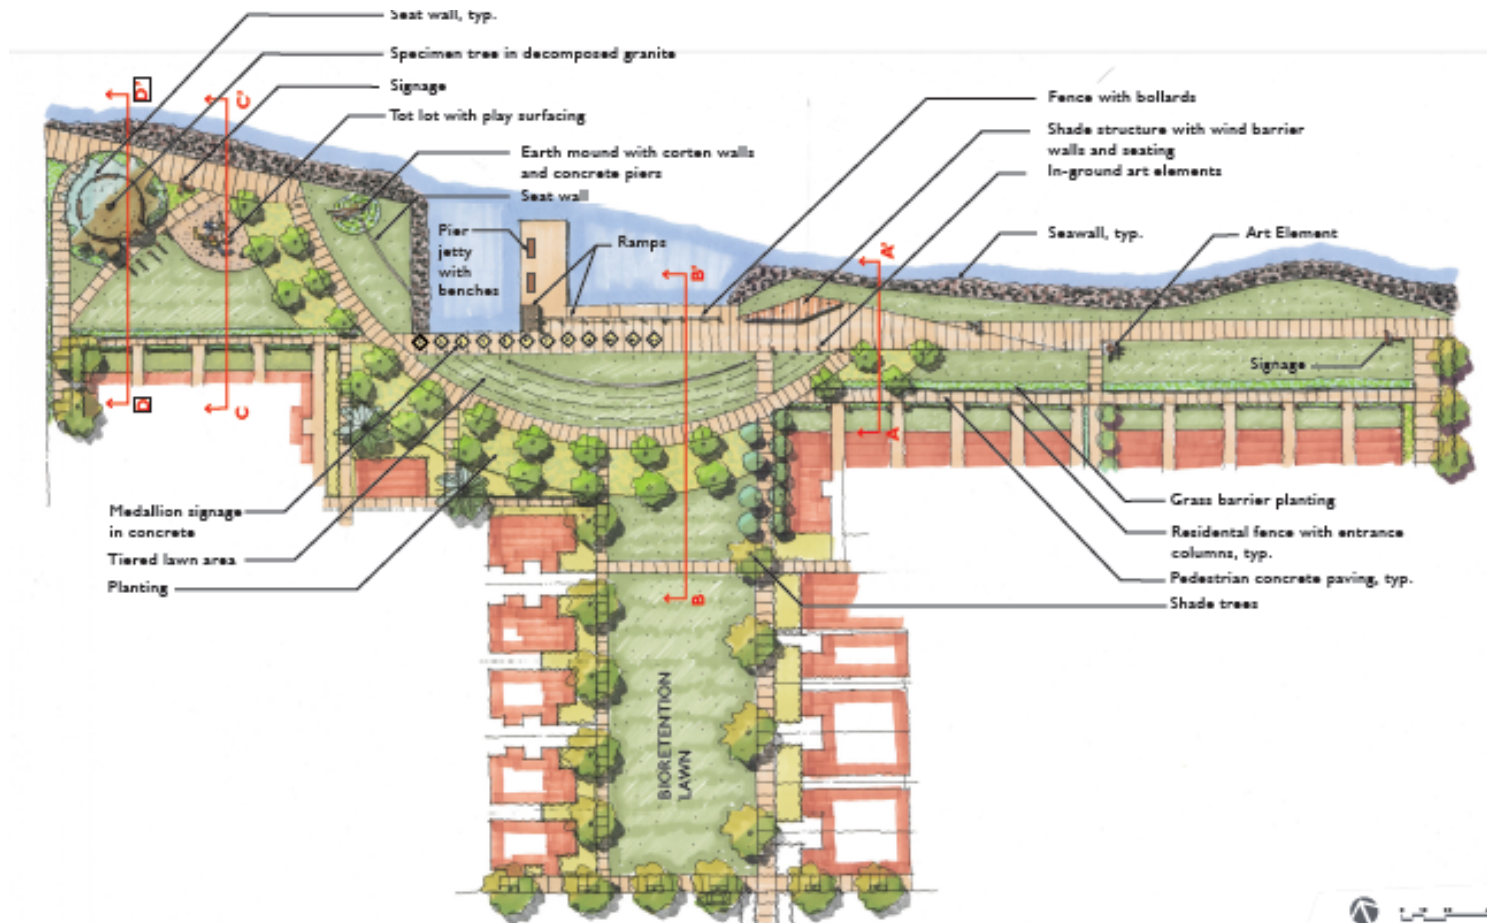 Seat wall, typ.
Specimen tree in decomposed granite
Signage
Tot lot with play surfacing
Earth mound with corten walls
and concrete piers
Seat wall
Pier
jetty
with
benches
Ramps
Fence with bollards
Shade structure with wind barrier
walls and seating
In-ground art elements
Seawall, typ.
Art Element
Signage
D'
C'
B'
A'
D
C
B
A
Medallion signage
in concrete
Tiered lawn area
Planting
Grass barrier planting
Residental fence with entrance
columns, typ.
Pedestrian concrete paving, typ.
Shade trees
BIORETENTION
LAWN